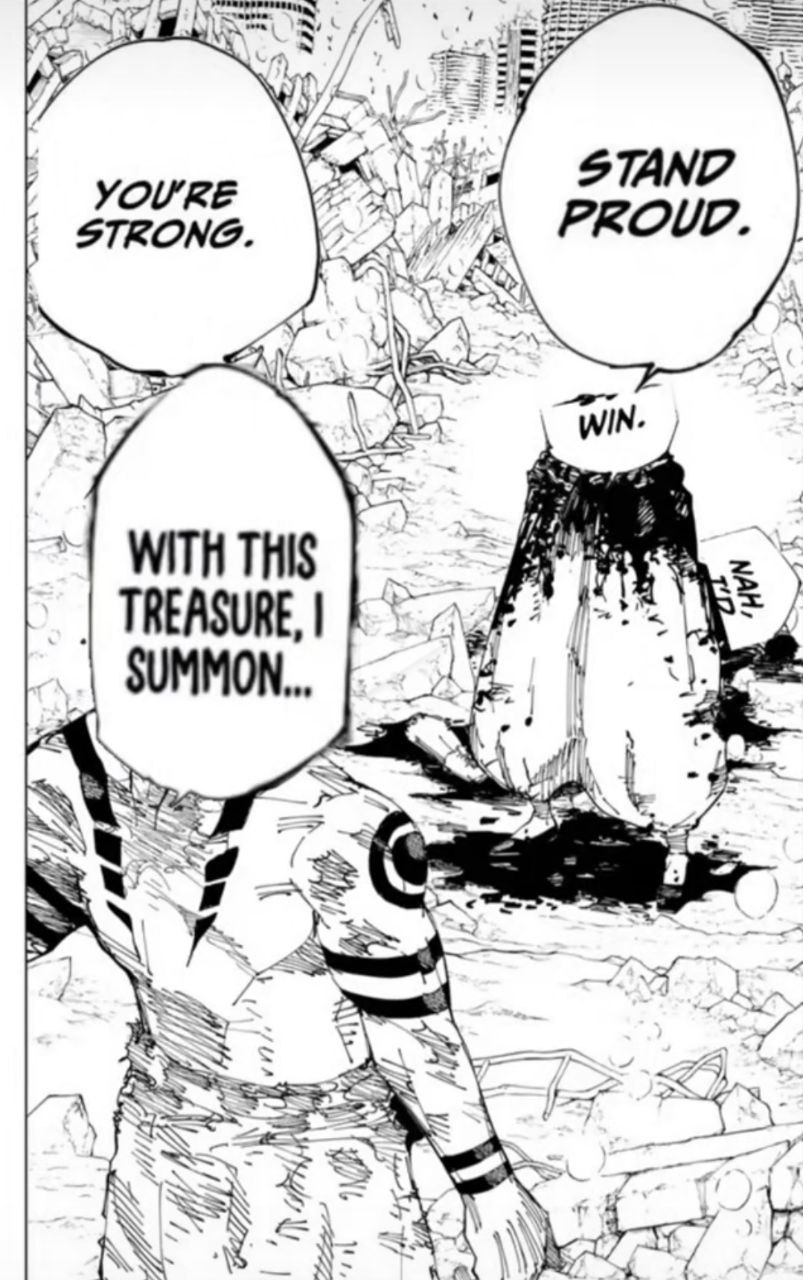 STAND
PROUD.
YOU'RE
STRONG.
WIN.
NAH,
I'D
WITH THIS
TREASURE, I
SUMMON...